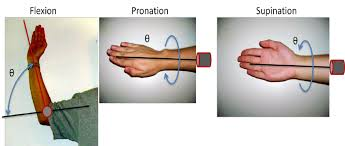 Flexion
Pronation
Supination
θ
θ
θ